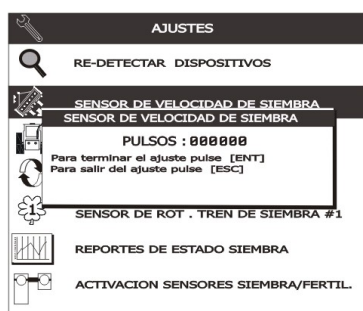 AJUSTES
RE-DETECTAR DISPOSITIVOS
SENSOR DE VELOCIDAD DE SIEMBRA
SENSOR DE VELOCIDAD DE SIEMBRA
PULSOS : 000000
Para terminar el ajuste pulse [ENT]
Para salir del ajuste pulse [ESC]
1
SENSOR DE ROT . TREN DE SIEMBRA #1
REPORTES DE ESTADO SIEMBRA
ACTIVACION SENSORES SIEMBRA/FERTIL.